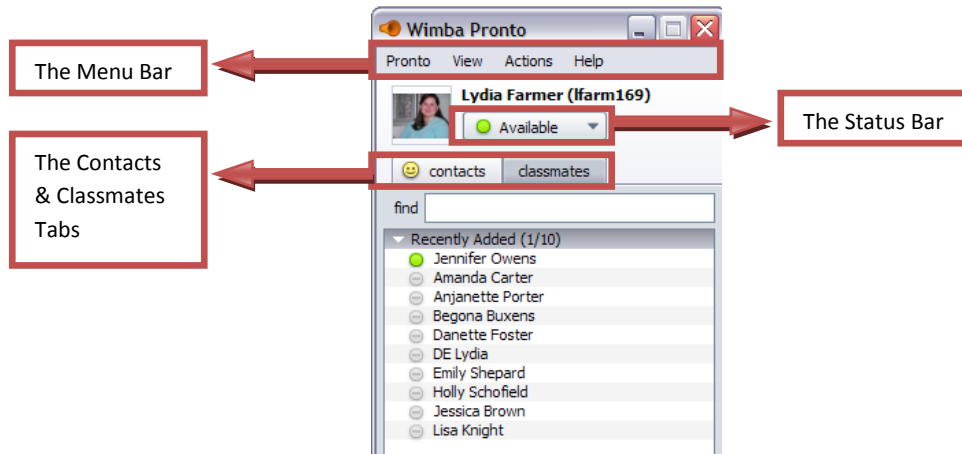 Wimba Pronto
The Menu Bar
Pronto View Actions Help
Lydia Farmer (lfarm169)
Available
The Status Bar
The Contacts
& Classmates
Tabs
contacts classmates
find
Recently Added (1/10)
Jennifer Owens
Amanda Carter
Anjanette Porter
Begona Buxens
Danette Foster
DE Lydia
Emily Shepard
Holly Schofield
Jessica Brown
Lisa Knight